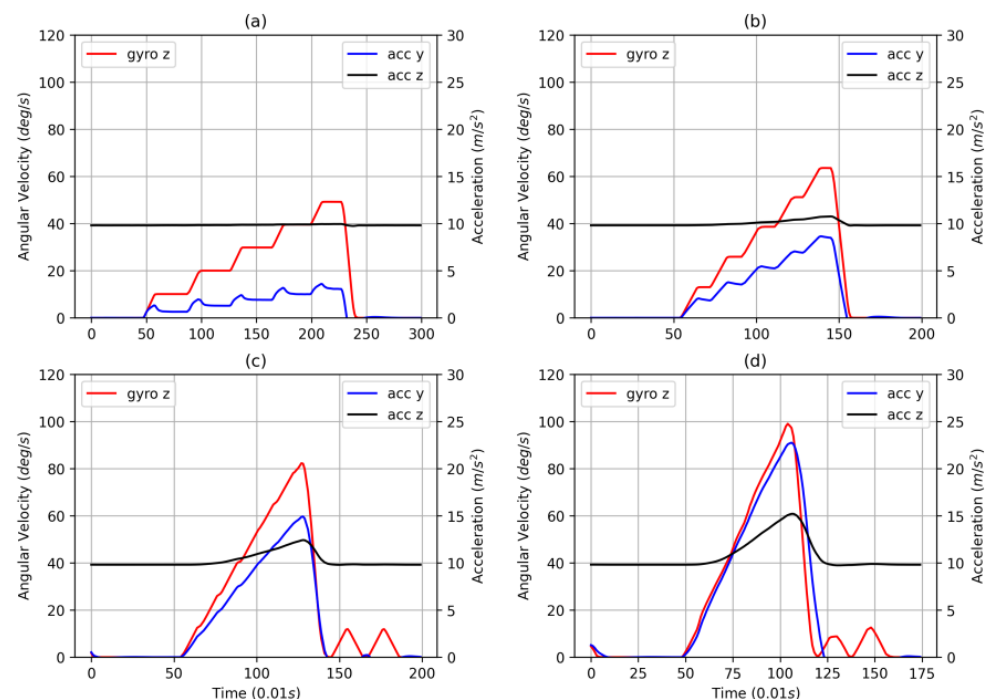 (a)
120
100
80
60
40
20
0
Angular Velocity (deg/s)
gyro z
acc y
acc z
30
25
20
15
10
5
0
Acceleration (m/s²)
0 50 100 150 200 250 300
(b)
120
100
80
60
40
20
0
Angular Velocity (deg/s)
gyro z
acc y
acc z
30
25
20
15
10
5
0
Acceleration (m/s²)
0 50 100 150 200
(c)
120
100
80
60
40
20
0
Angular Velocity (deg/s)
gyro z
acc y
acc z
30
25
20
15
10
5
0
Acceleration (m/s²)
0 50 100 150 200
Time (0.01s)
(d)
120
100
80
60
40
20
0
Angular Velocity (deg/s)
gyro z
acc y
acc z
30
25
20
15
10
5
0
Acceleration (m/s²)
0 25 50 75 100 125 150 175
Time (0.01s)